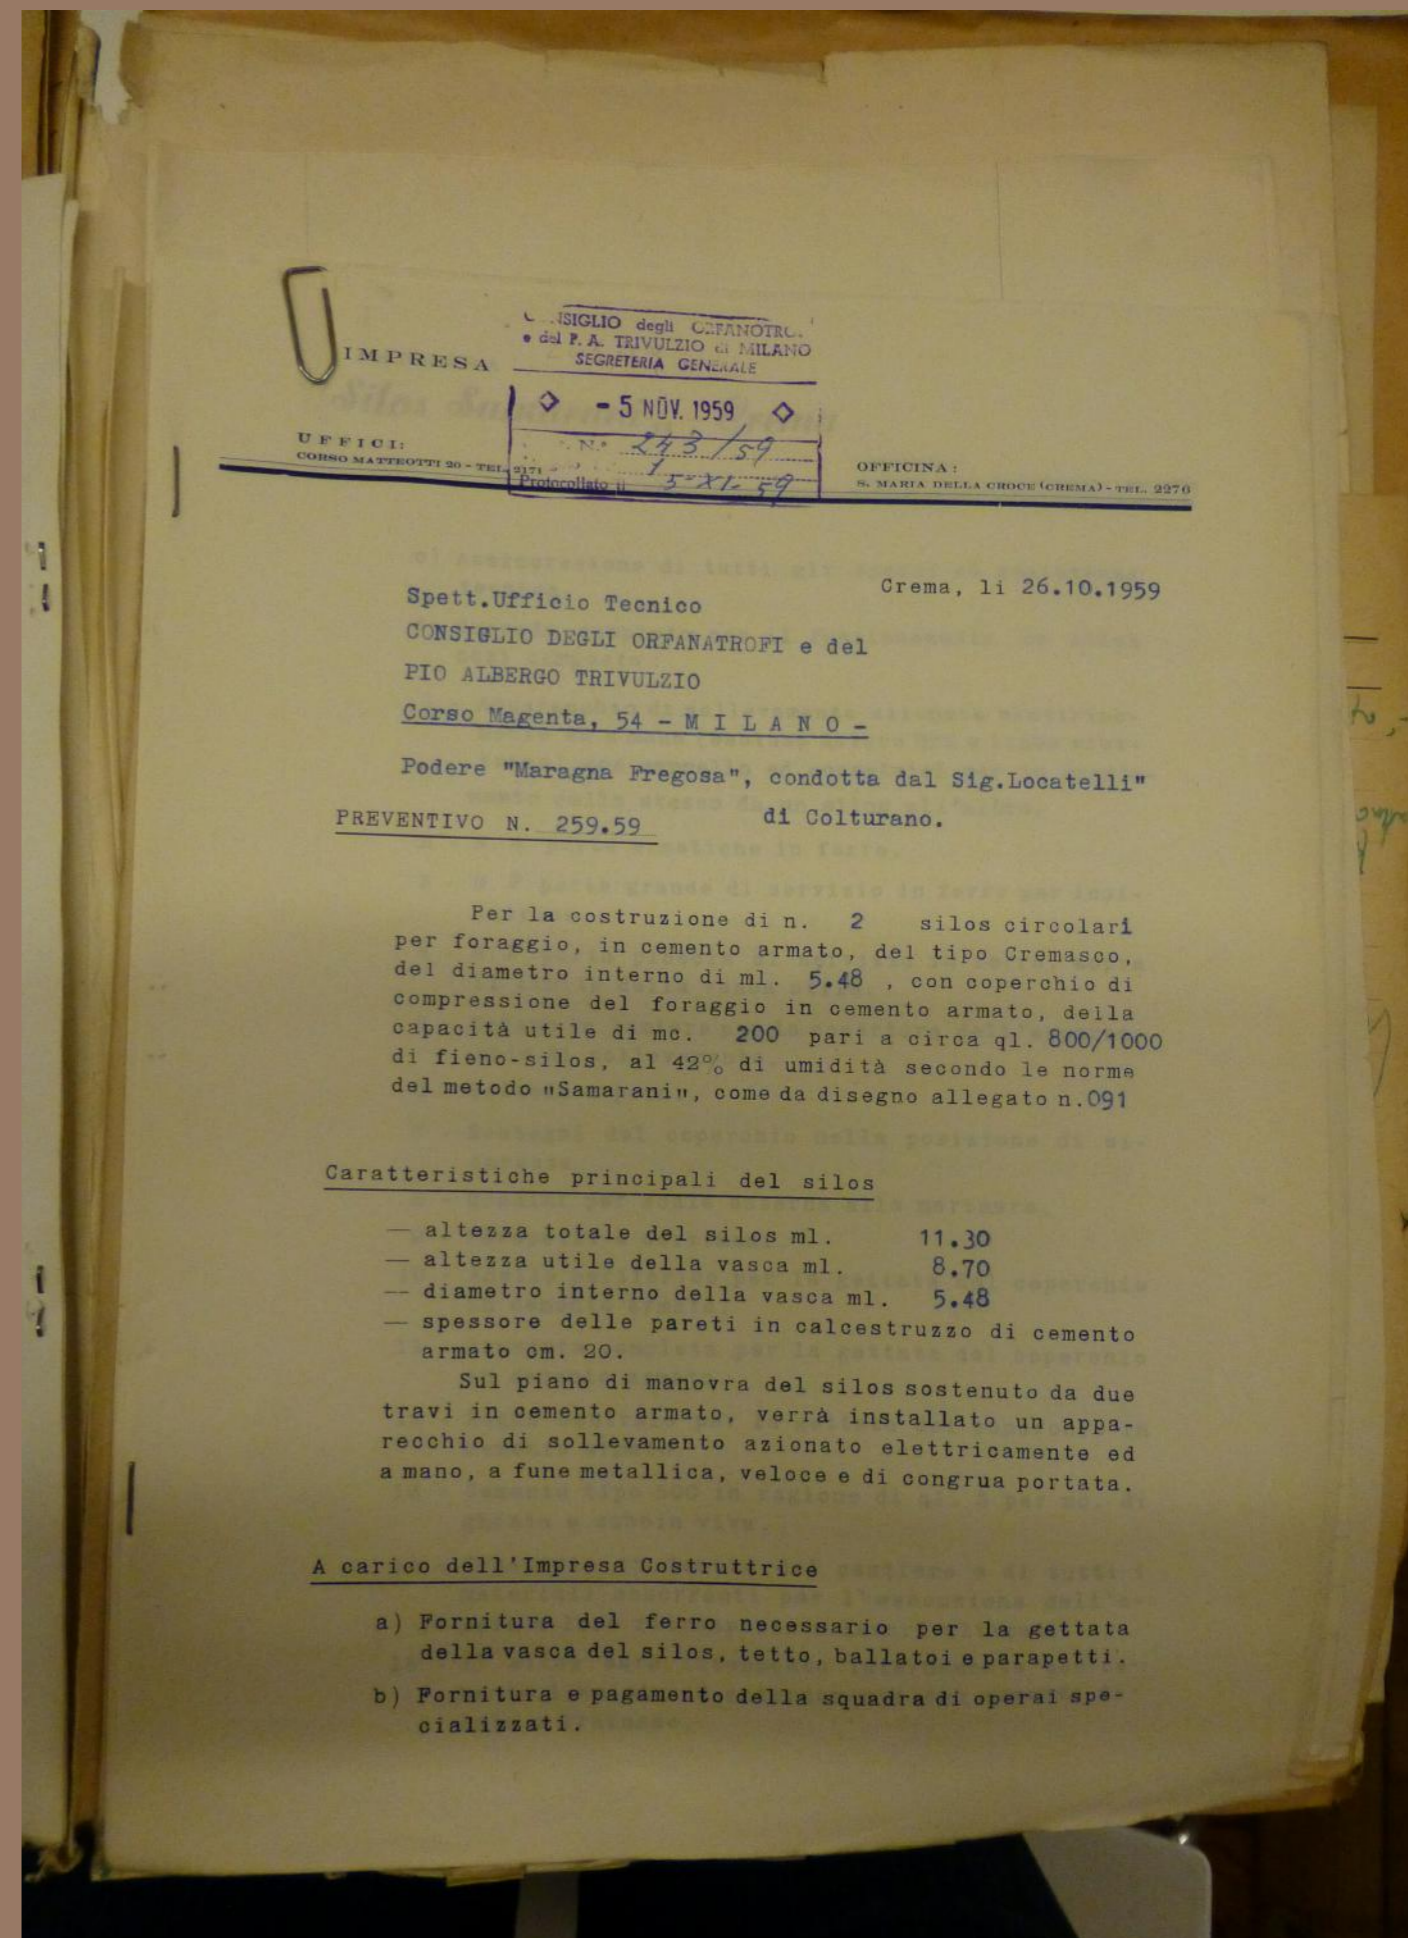 IMPRESA
degli
e del P. A. TRIVULZIO di MILANO
SEGRETERIA GENERALE
- 5 NOV. 1959
N.° 243/59
1
Protocollato il 5-XI-59
UFFICI:
CORSO MATTEOTTI 20 - TEL. 2171
OFFICINA:
S. MARIA DELLA CROCE (CREMA) - TEL. 2276
Crema, li 26.10.1959
Spett.Ufficio Tecnico
CONSIGLIO DEGLI ORFANATROFI e del
PIO ALBERGO TRIVULZIO
Corso Magenta, 54 - M I L A N O -
Podere "Maragna Fregosa", condotta dal Sig.Locatelli"
di Colturano.
PREVENTIVO N. 259.59
Per la costruzione di n. 2 silos circolari
per foraggio, in cemento armato, del tipo Cremasco,
del diametro interno di ml. 5.48 , con coperchio di
compressione del foraggio in cemento armato, della
capacità utile di mc. 200 pari a circa ql. 800/1000
di fieno-silos, al 42% di umidità secondo le norme
del metodo "Samarani", come da disegno allegato n.091
Caratteristiche principali del silos
— altezza totale del silos ml. 11.30
— altezza utile della vasca ml. 8.70
— diametro interno della vasca ml. 5.48
— spessore delle pareti in calcestruzzo di cemento
armato cm. 20.
Sul piano di manovra del silos sostenuto da due
travi in cemento armato, verrà installato un appa-
recchio di sollevamento azionato elettricamente ed
a mano, a fune metallica, veloce e di congrua portata.
A carico dell'Impresa Costruttrice
a) Fornitura del ferro necessario per la gettata
della vasca del silos, tetto, ballatoi e parapetti.
b) Fornitura e pagamento della squadra di operai spe-
cializzati.